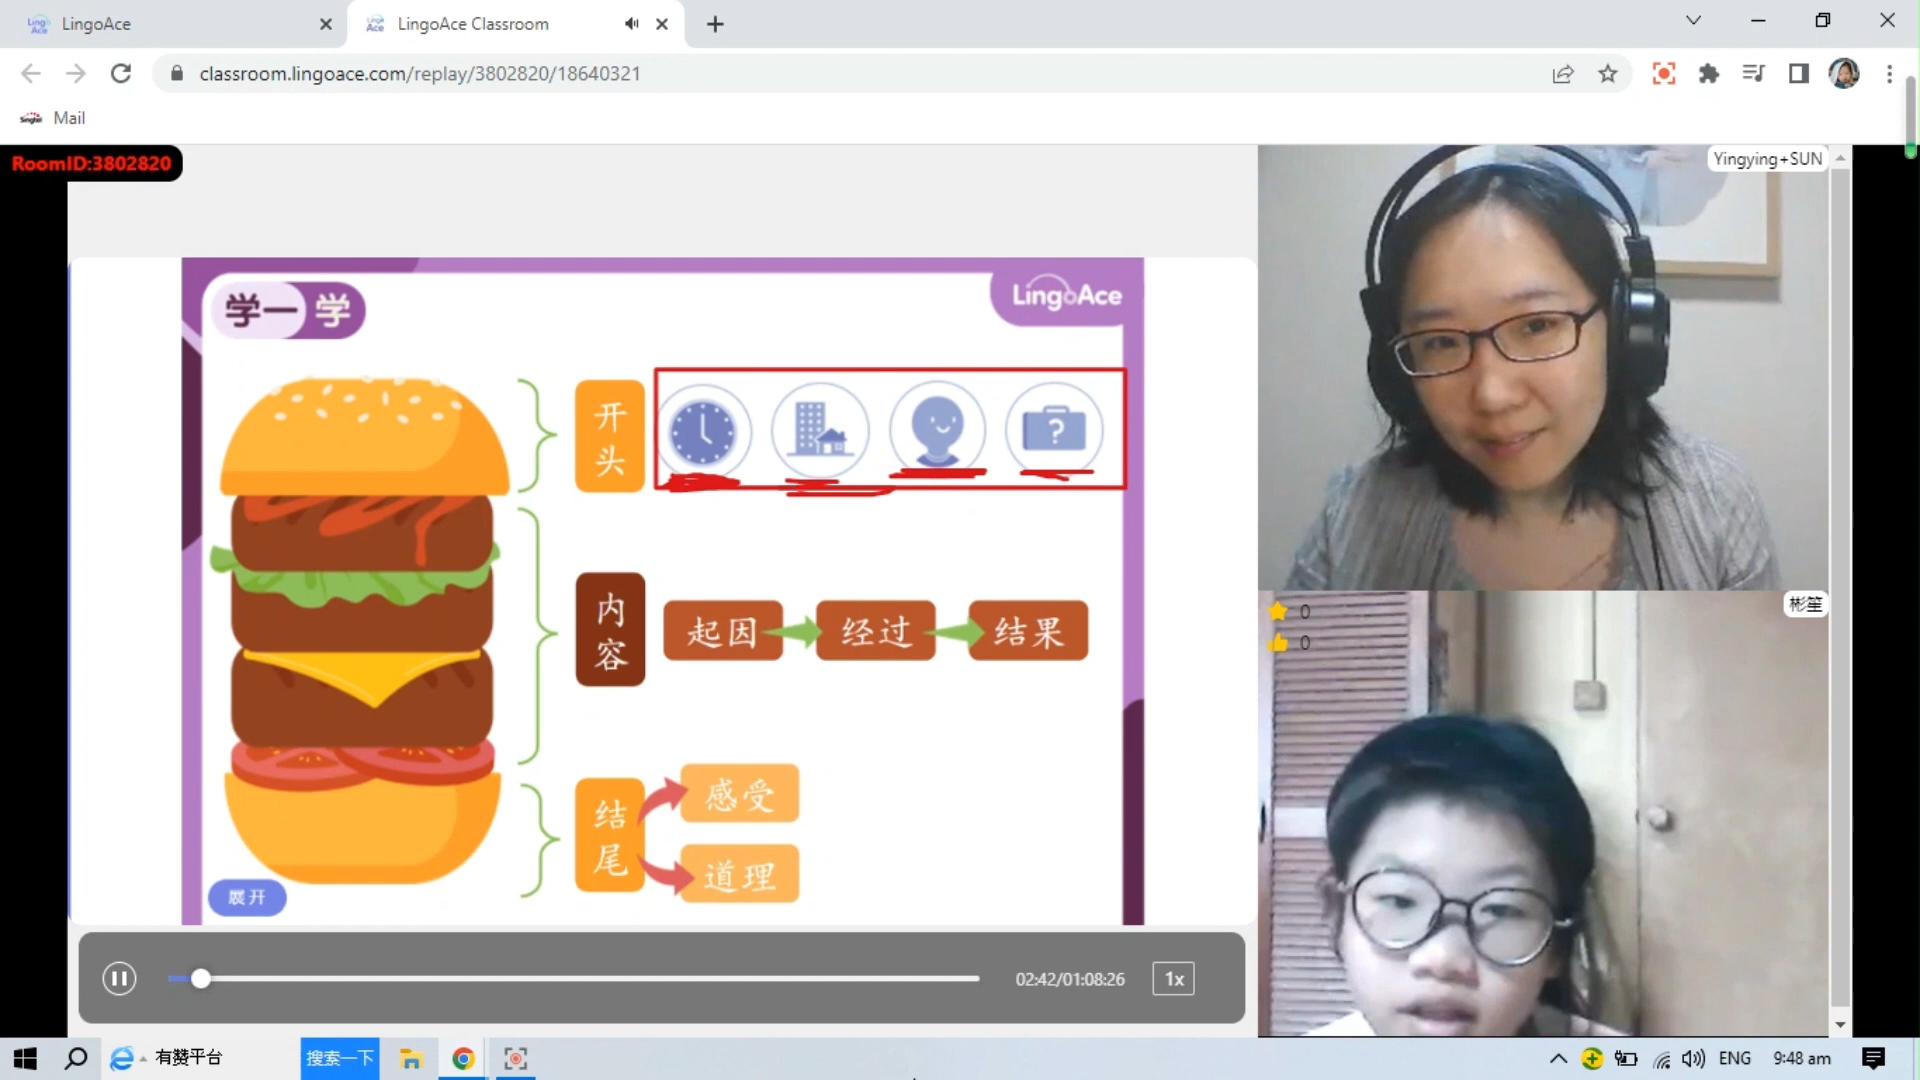 LingoAce
LingoAce Classroom
classroom.lingoace.com/replay/3802820/18640321
Singtel Mail
RoomID:3802820
Yingying+SUN
学一学
LingoAce
开头
?
内容
起因
经过
结果
结尾
感受
道理
展开
彬笙
0
0
02:42/01:08:26
1x
有赞平台
搜索一下
ENG
9:48 am